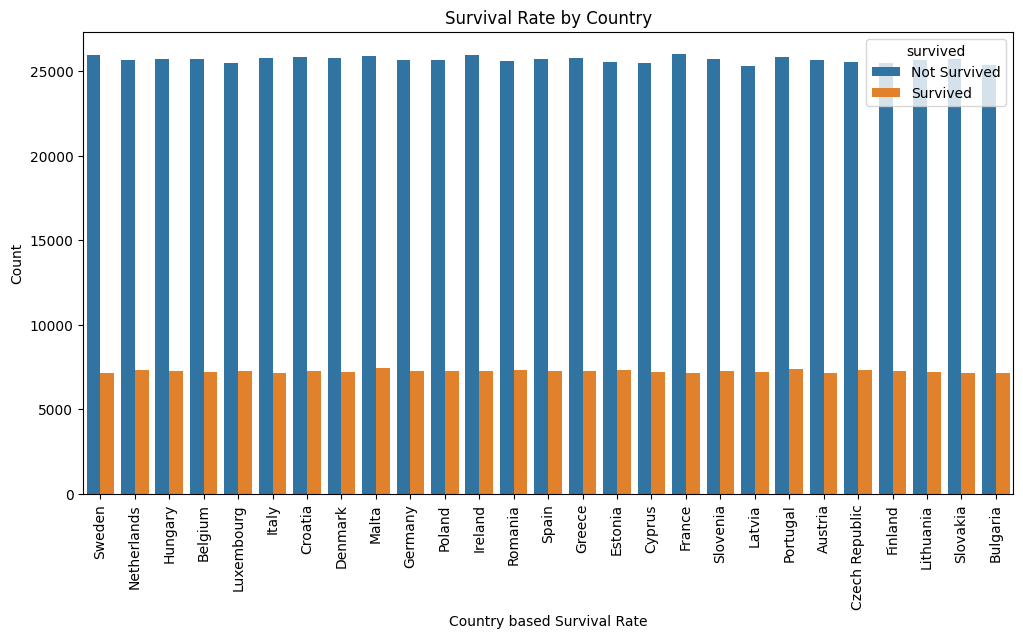 Survival Rate by Country
survived
Not Survived
Survived
Count
25000
20000
15000
10000
5000
0
Sweden
Netherlands
Hungary
Belgium
Luxembourg
Italy
Croatia
Denmark
Malta
Germany
Poland
Ireland
Romania
Spain
Greece
Estonia
Cyprus
France
Slovenia
Latvia
Portugal
Austria
Czech Republic
Finland
Lithuania
Slovakia
Bulgaria
Country based Survival Rate